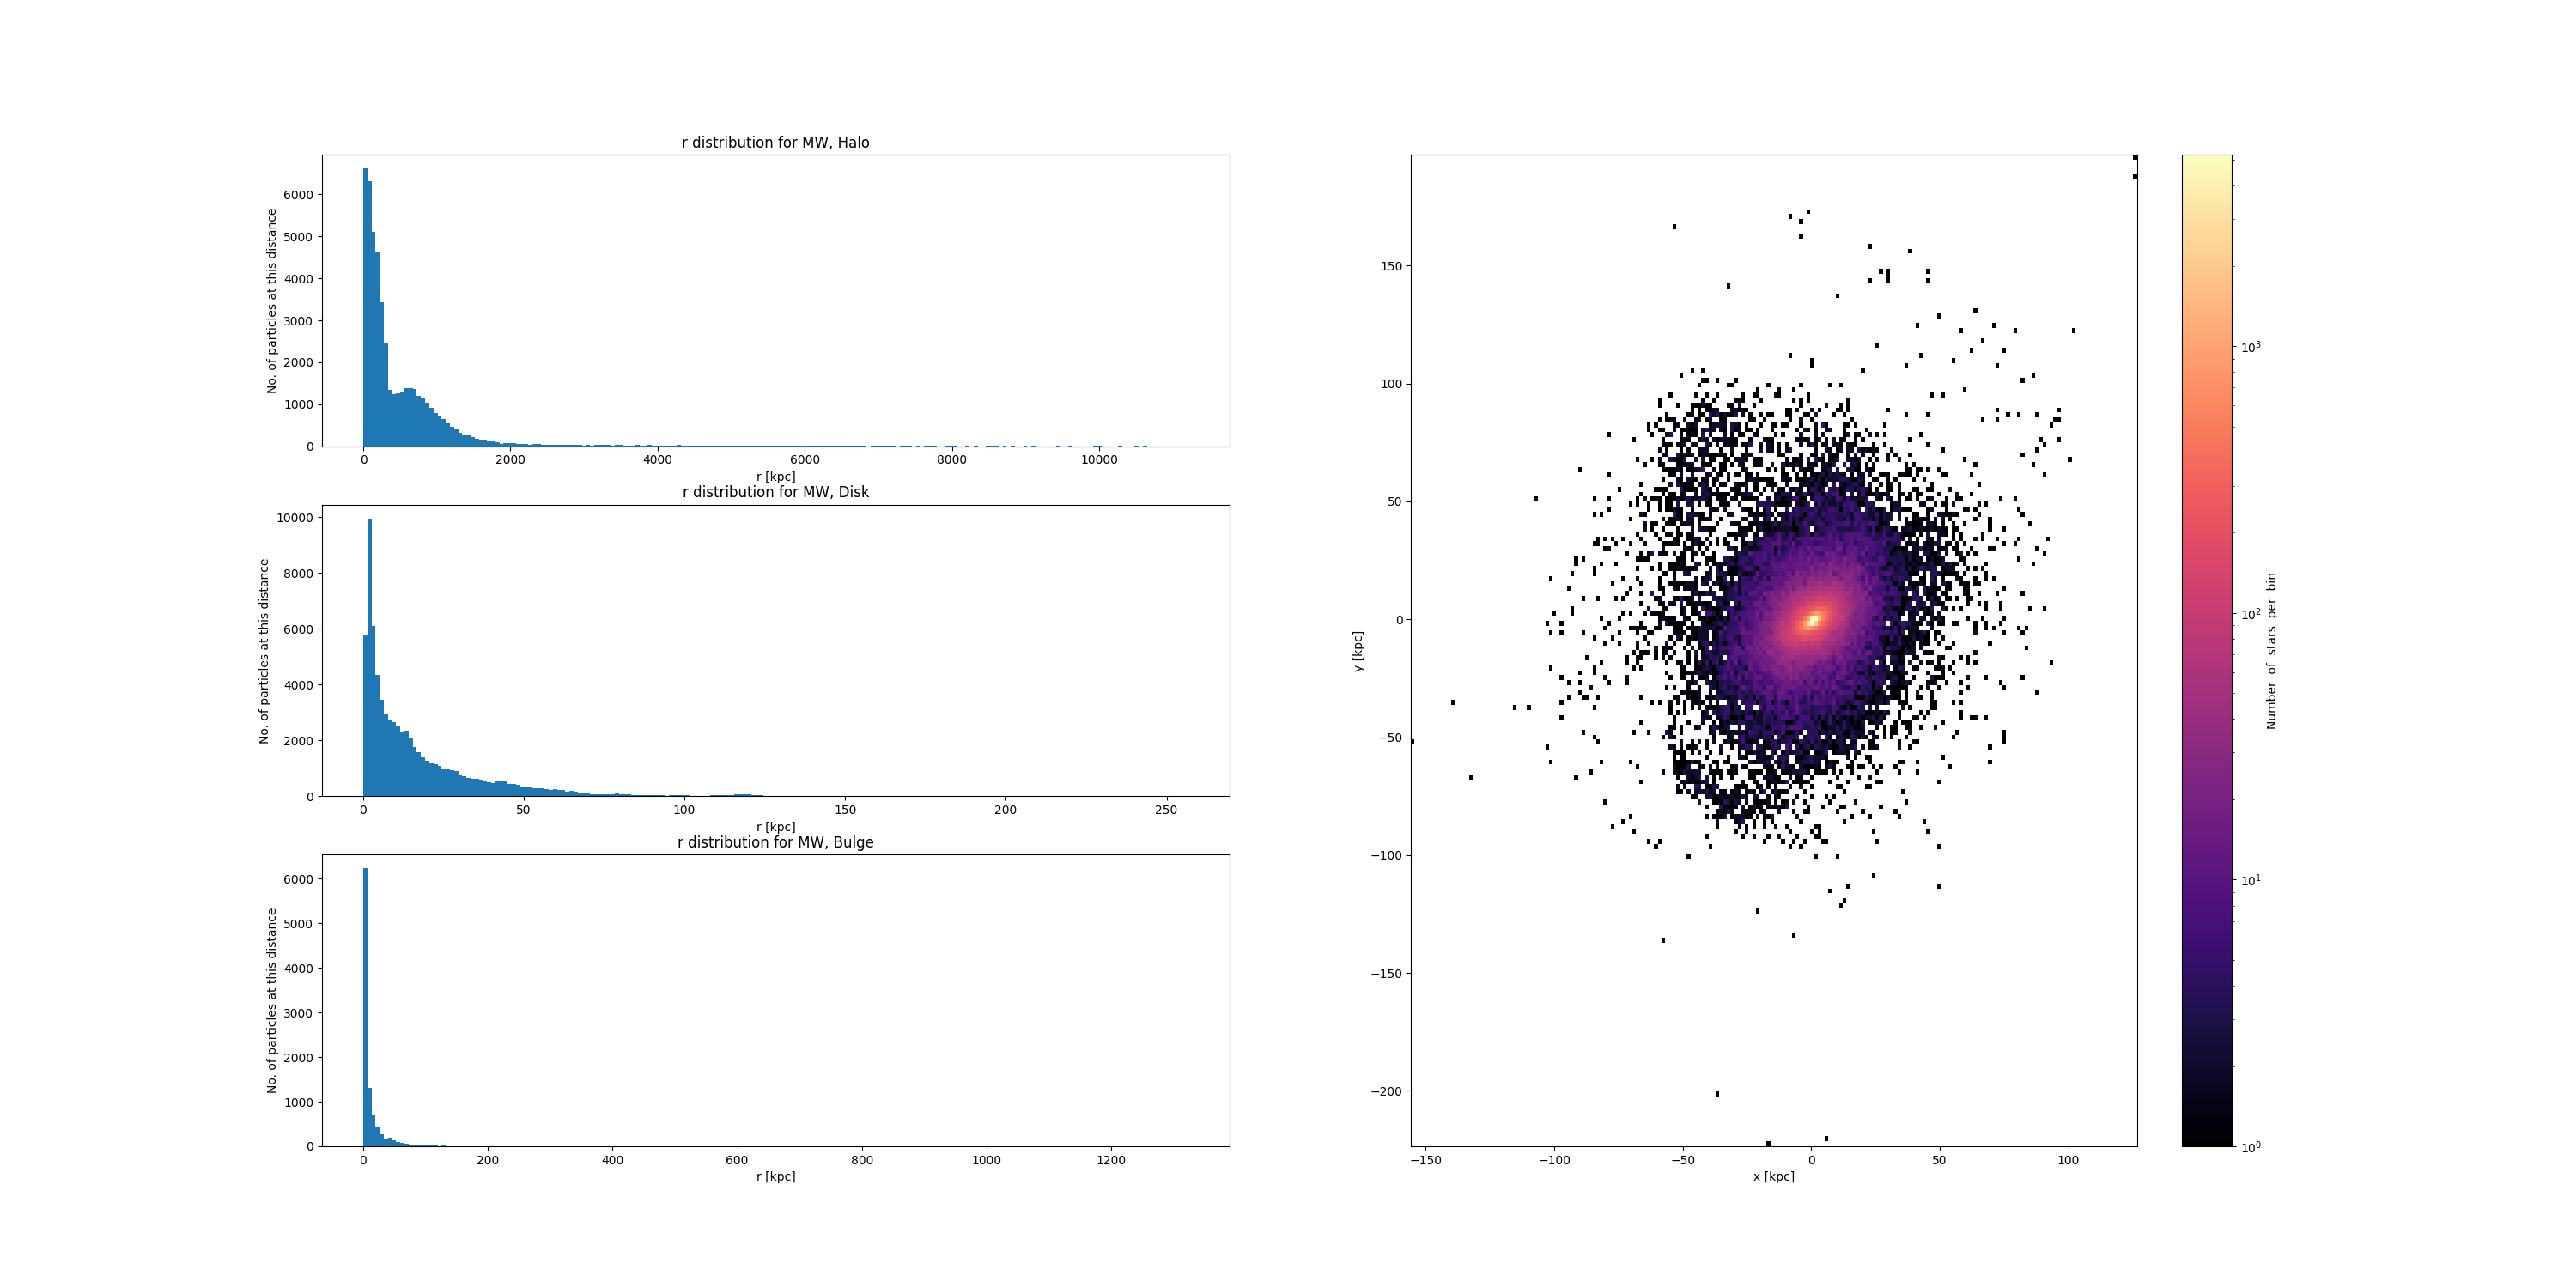 r distribution for MW, Halo
No. of particles at this distance
6000
5000
4000
3000
2000
1000
0
0 2000 4000 6000 8000 10000
r [kpc]
r distribution for MW, Disk
No. of particles at this distance
10000
8000
6000
4000
2000
0
0 50 100 150 200 250
r [kpc]
r distribution for MW, Bulge
No. of particles at this distance
6000
5000
4000
3000
2000
1000
0
0 200 400 600 800 1000 1200
r [kpc]
y [kpc]
150
100
50
0
−50
−100
−150
−200
−150 −100 −50 0 50 100
x [kpc]
10³
10²
10¹
10⁰
Number of stars per bin